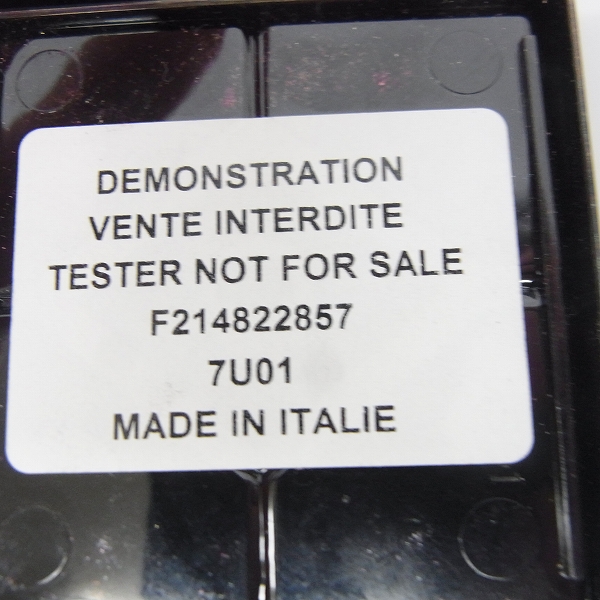 DEMONSTRATION
VENTE INTERDITE
TESTER NOT FOR SALE
F214822857
7U01
MADE IN ITALIE